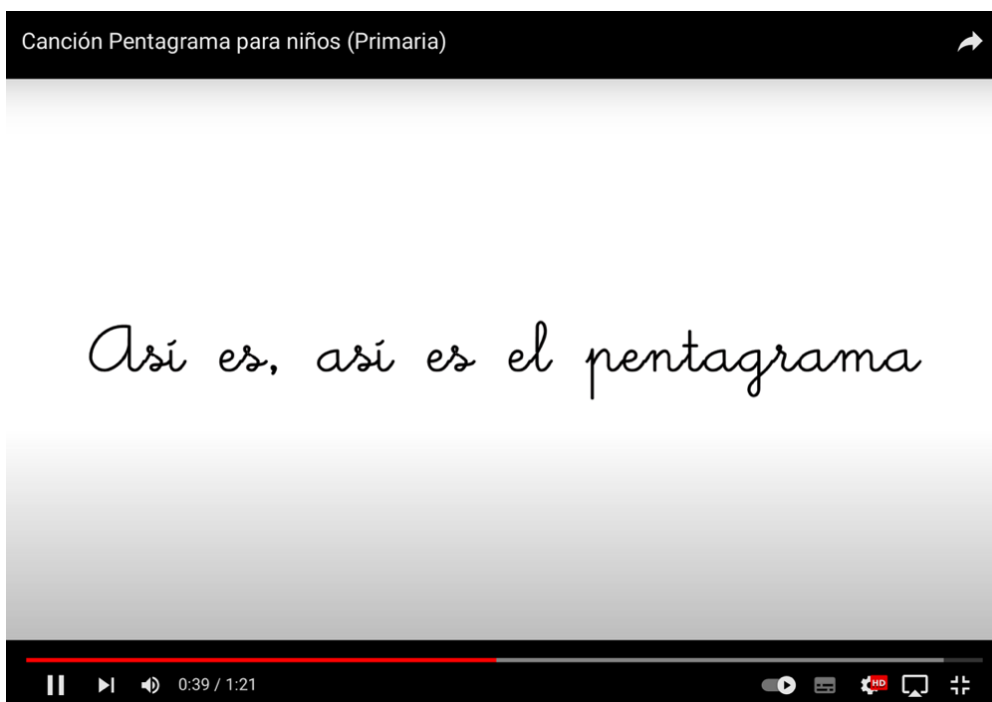 Canción Pentagrama para niños (Primaria)
Así es, así es el pentagrama
0:39 / 1:21
HD